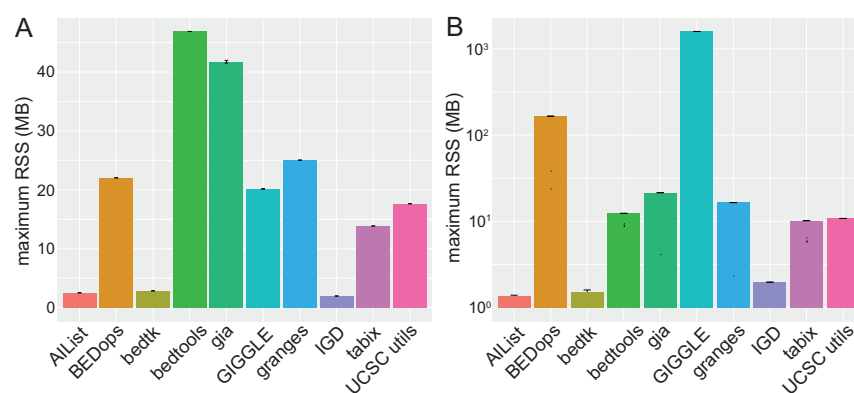 A
maximum RSS (MB)
40
30
20
10
0
AIList
BEDops
bedtk
bedtools
gia
GIGGLE
granges
IGD
tabix
UCSC utils
B
maximum RSS (MB)
10³
10²
10¹
10⁰
AIList
BEDops
bedtk
bedtools
gia
GIGGLE
granges
IGD
tabix
UCSC utils